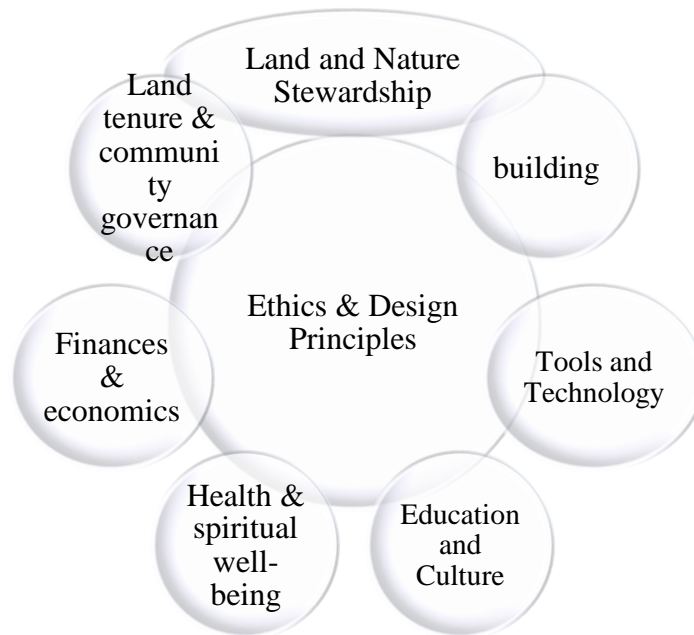 Land and Nature
Stewardship
building
Tools and
Technology
Education
and
Culture
Health &
spiritual
well-
being
Finances
&
economics
Land
tenure &
communi
ty
governan
ce
Ethics & Design
Principles